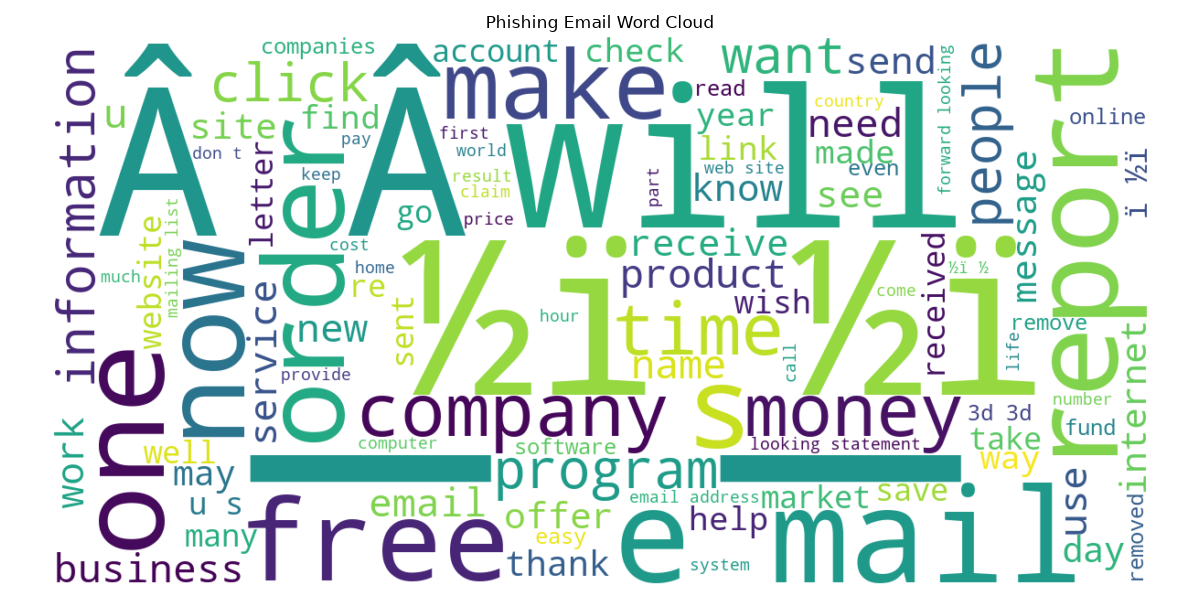 Phishing Email Word Cloud
companies
account
check
want
send
people
report
online
information
u
click
site
find
don t
pay
make
first
world
read
year
country
need
forward looking
link
made
web site
even
know
see
part
Â Â
will
½ï
message
letter
order
keep
result
claim
price
go
website
mailing list
now
much
cost
home
re
sent
½ï ½ï
receive
product
wish
received
½ï ½
come
hour
time
name
call
life
remove
internet
service
new
provide
one
company
s
money
3d 3d
number
fund
take
way
looking statement
computer
software
work
well
may
u s
many
business
program
free
email
offer
easy
thank
e mail
email address
help
system
market
save
use
day
removed